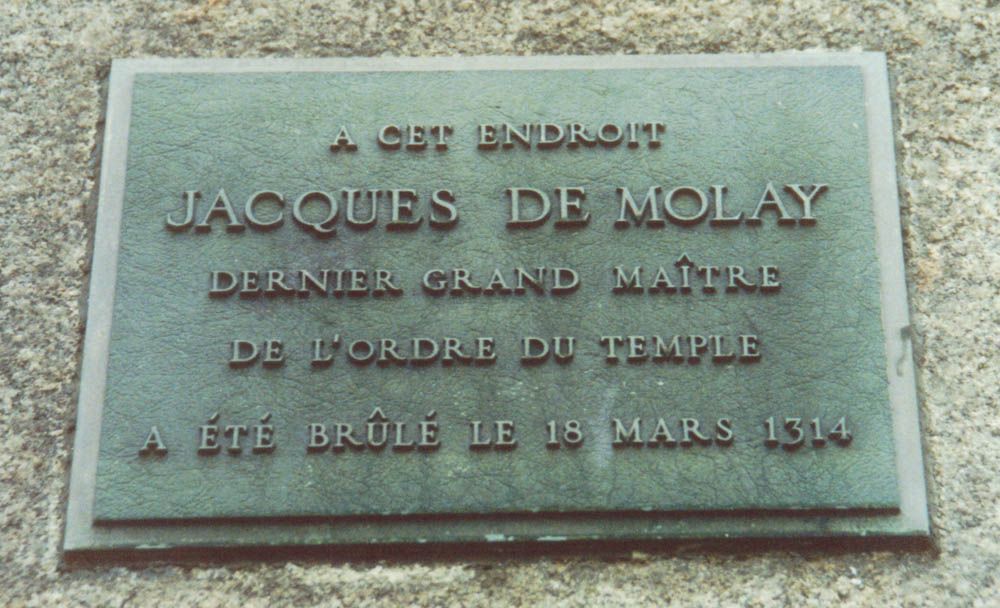 A CET ENDROIT
JACQUES DE MOLAY
DERNIER GRAND MAÎTRE
DE L'ORDRE DU TEMPLE
A ÉTÉ BRÛLÉ LE 18 MARS 1314